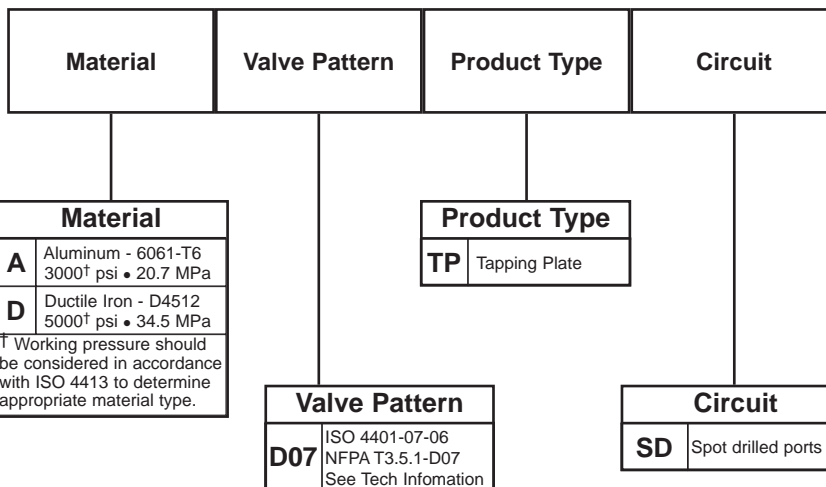 Material
Valve Pattern
Product Type
Circuit
Material
A
Aluminum - 6061-T6
3000† psi • 20.7 MPa
D
Ductile Iron - D4512
5000† psi • 34.5 MPa
† Working pressure should
be considered in accordance
with ISO 4413 to determine
appropriate material type.
Product Type
TP
Tapping Plate
Valve Pattern
D07
ISO 4401-07-06
NFPA T3.5.1-D07
See Tech Infomation
Circuit
SD
Spot drilled ports